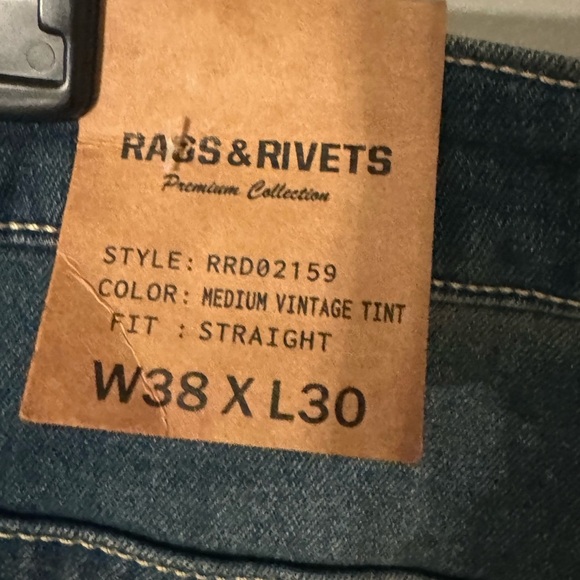 RAGS & RIVETS
Premium Collection
STYLE: RRD02159
COLOR: MEDIUM VINTAGE TINT
FIT : STRAIGHT
W38 X L30